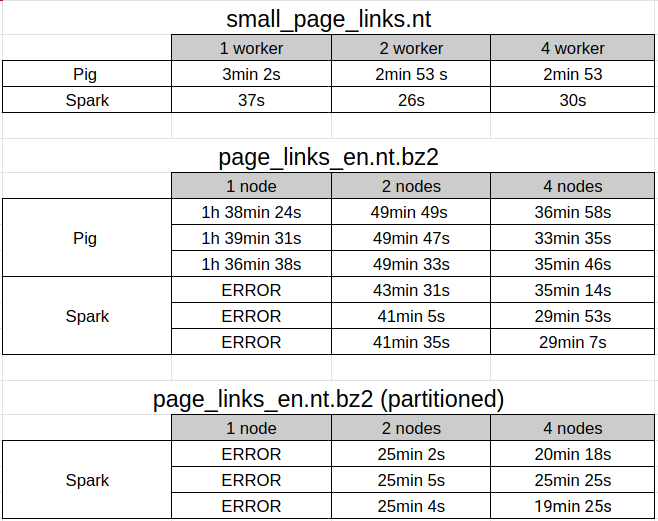 small_page_links.nt
1 worker 2 worker 4 worker
Pig 3min 2s 2min 53 s 2min 53
Spark 37s 26s 30s
page_links_en.nt.bz2
1 node 2 nodes 4 nodes
1h 38min 24s 49min 49s 36min 58s
Pig 1h 39min 31s 49min 47s 33min 35s
1h 36min 38s 49min 33s 35min 46s
ERROR 43min 31s 35min 14s
Spark ERROR 41min 5s 29min 53s
ERROR 41min 35s 29min 7s
page_links_en.nt.bz2 (partitioned)
1 node 2 nodes 4 nodes
ERROR 25min 2s 20min 18s
Spark ERROR 25min 5s 25min 25s
ERROR 25min 4s 19min 25s